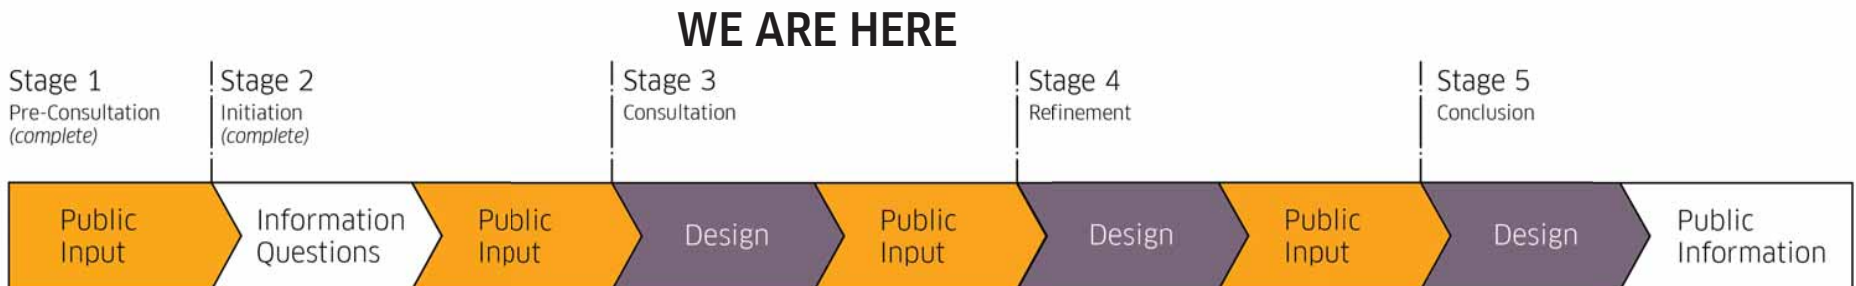 WE ARE HERE
Stage 1
Pre-Consultation
(complete)
Stage 2
Initiation
(complete)
Stage 3
Consultation
Stage 4
Refinement
Stage 5
Conclusion
Public
Input
Information
Questions
Public
Input
Design
Public
Input
Design
Public
Input
Design
Public
Information